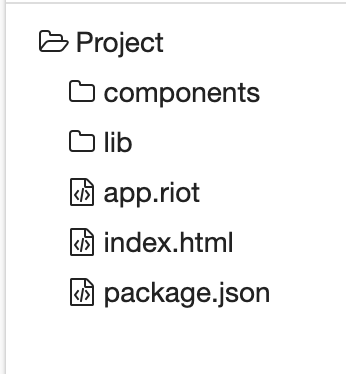 Project
components
lib
app.riot
index.html
package.json